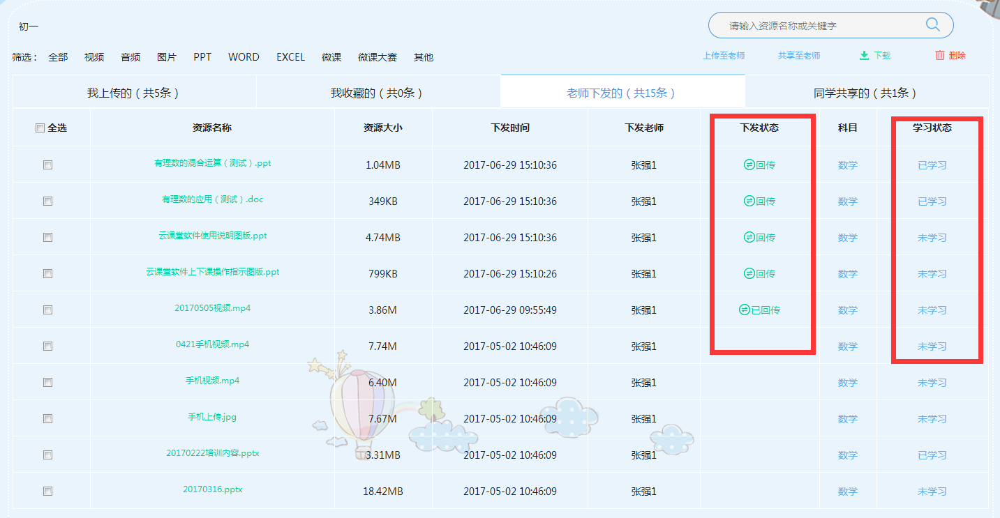 初一
请输入资源名称或关键字
筛选： 全部 视频 音频 图片 PPT WORD EXCEL 微课 微课大赛 其他 上传至老师 共享至老师 下载 删除
我上传的（共5条） 我收藏的（共0条） 老师下发的（共15条） 同学共享的（共1条）
全选 资源名称 资源大小 下发时间 下发老师 下发状态 科目 学习状态
有理数的混合运算（测试）.ppt 1.04MB 2017-06-29 15:10:36 张强1 回传 数学 已学习
有理数的应用（测试）.doc 349KB 2017-06-29 15:10:36 张强1 回传 数学 已学习
云课堂软件使用说明图版.ppt 4.74MB 2017-06-29 15:10:36 张强1 回传 数学 未学习
云课堂软件上下课操作指示图版.ppt 799KB 2017-06-29 15:10:26 张强1 回传 数学 未学习
20170505视频.mp4 3.86M 2017-06-29 09:55:49 张强1 已回传 数学 未学习
0421手机视频.mp4 7.74M 2017-05-02 10:46:09 张强1 数学 未学习
手机视频.mp4 6.40M 2017-05-02 10:46:09 张强1 数学 未学习
手机上传.jpg 7.67M 2017-05-02 10:46:09 张强1 数学 未学习
20170222培训内容.pptx 3.31MB 2017-05-02 10:46:09 张强1 数学 已学习
20170316.pptx 18.42MB 2017-05-02 10:46:09 张强1 数学 未学习